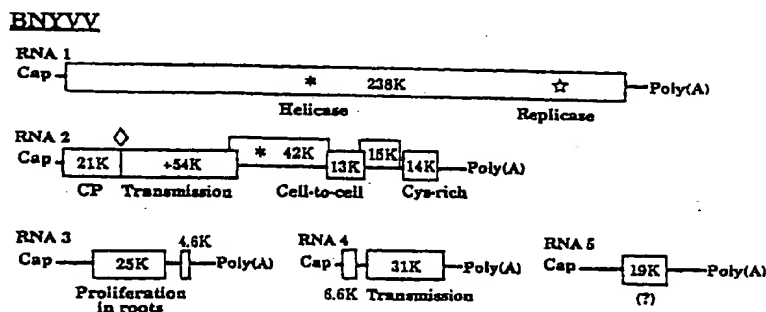 BNYVV
RNA 1
Cap * 238K ☆ Poly(A)
Helicase Replicase
RNA 2 ◇
Cap 21K +54K * 42K 13K 15K 14K Poly(A)
CP Transmission Cell-to-cell Cys-rich
RNA 3 4.6K
Cap 25K Poly(A)
Proliferation
in roots
RNA 4
Cap 31K Poly(A)
6.6K Transmission
RNA 5
Cap 19K Poly(A)
(?)